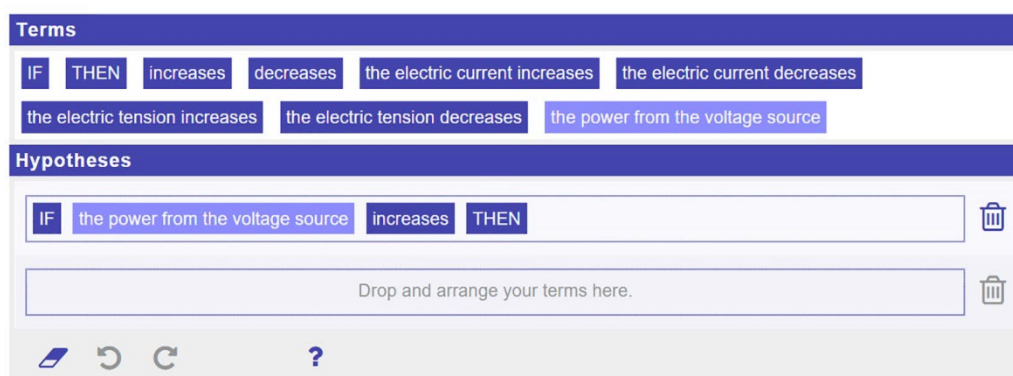 Terms
IF THEN increases decreases the electric current increases the electric current decreases
the electric tension increases the electric tension decreases the power from the voltage source
Hypotheses
IF the power from the voltage source increases THEN
Drop and arrange your terms here.
?